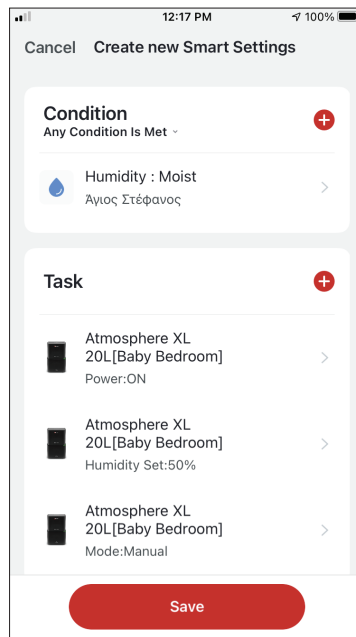 12:17 PM
100%
Cancel Create new Smart Settings
Condition
Any Condition Is Met
Humidity : Moist
Άγιος Στέφανος
Task
Atmosphere XL
20L[Baby Bedroom]
Power:ON
Atmosphere XL
20L[Baby Bedroom]
Humidity Set:50%
Atmosphere XL
20L[Baby Bedroom]
Mode:Manual
Save